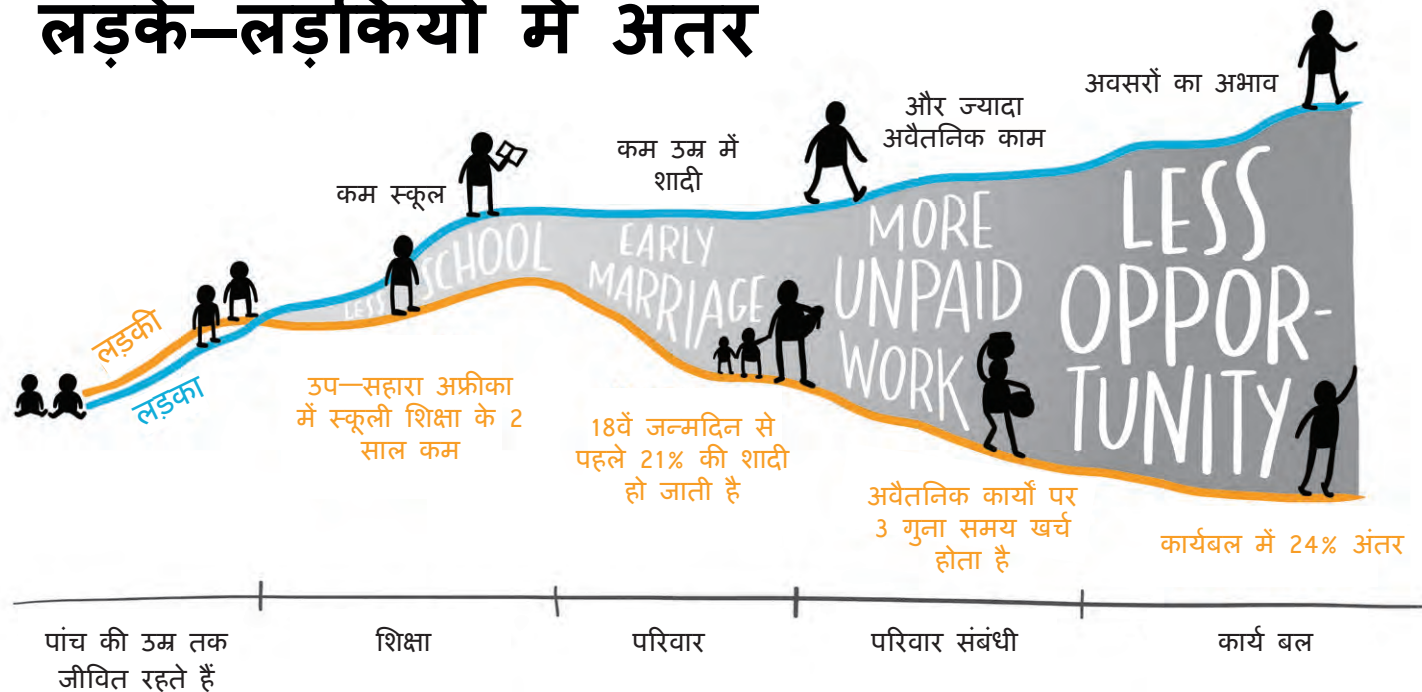 लड़के—लड़कियों में अंतर
अवसरों का अभाव
और ज्यादा
अवैतनिक काम
कम उम्र में
शादी
कम स्कूल
LESS SCHOOL
EARLY
MARRIAGE
MORE
UNPAID
WORK
LESS
OPPOR-
TUNITY
लड़की
लड़का
उप—सहारा अफ्रीका
में स्कूली शिक्षा के 2
साल कम
18वें जन्मदिन से
पहले 21% की शादी
हो जाती है
अवैतनिक कार्यों पर
3 गुना समय खर्च
होता है
कार्यबल में 24% अंतर
पांच की उम्र तक
जीवित रहते हैं
शिक्षा
परिवार
परिवार संबंधी
कार्य बल